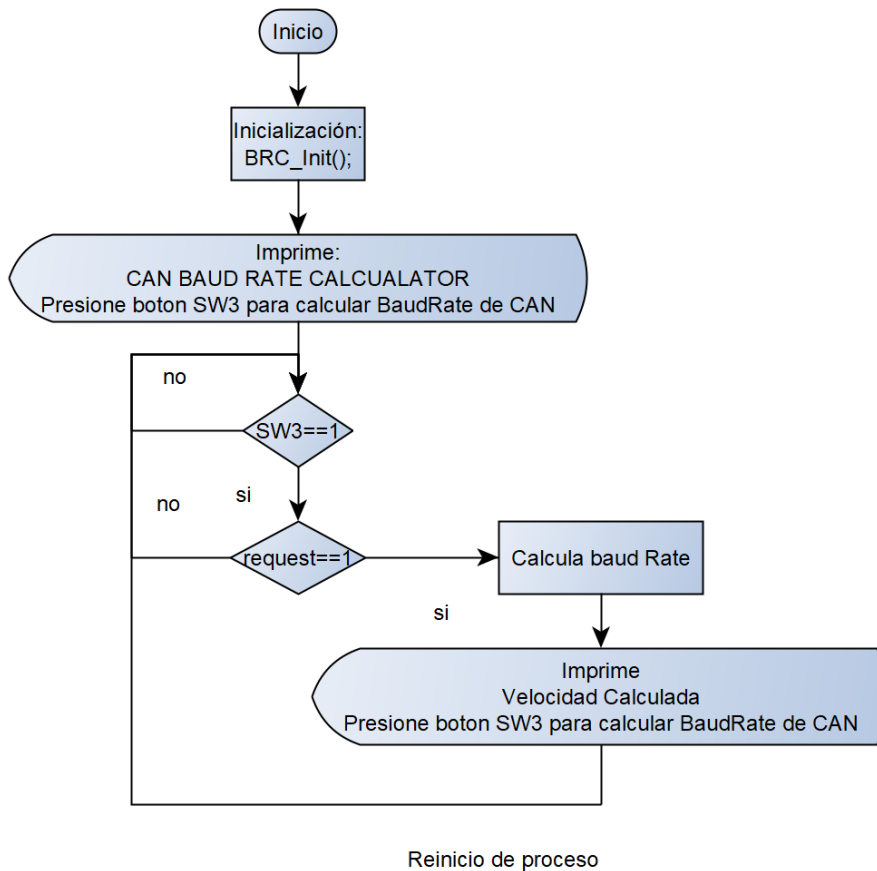 Inicio
Inicialización:
BRC_Init();
Imprime:
CAN BAUD RATE CALCUALATOR
Presione boton SW3 para calcular BaudRate de CAN
no
SW3==1
si
no
request==1
Calcula baud Rate
si
Imprime
Velocidad Calculada
Presione boton SW3 para calcular BaudRate de CAN
Reinicio de proceso